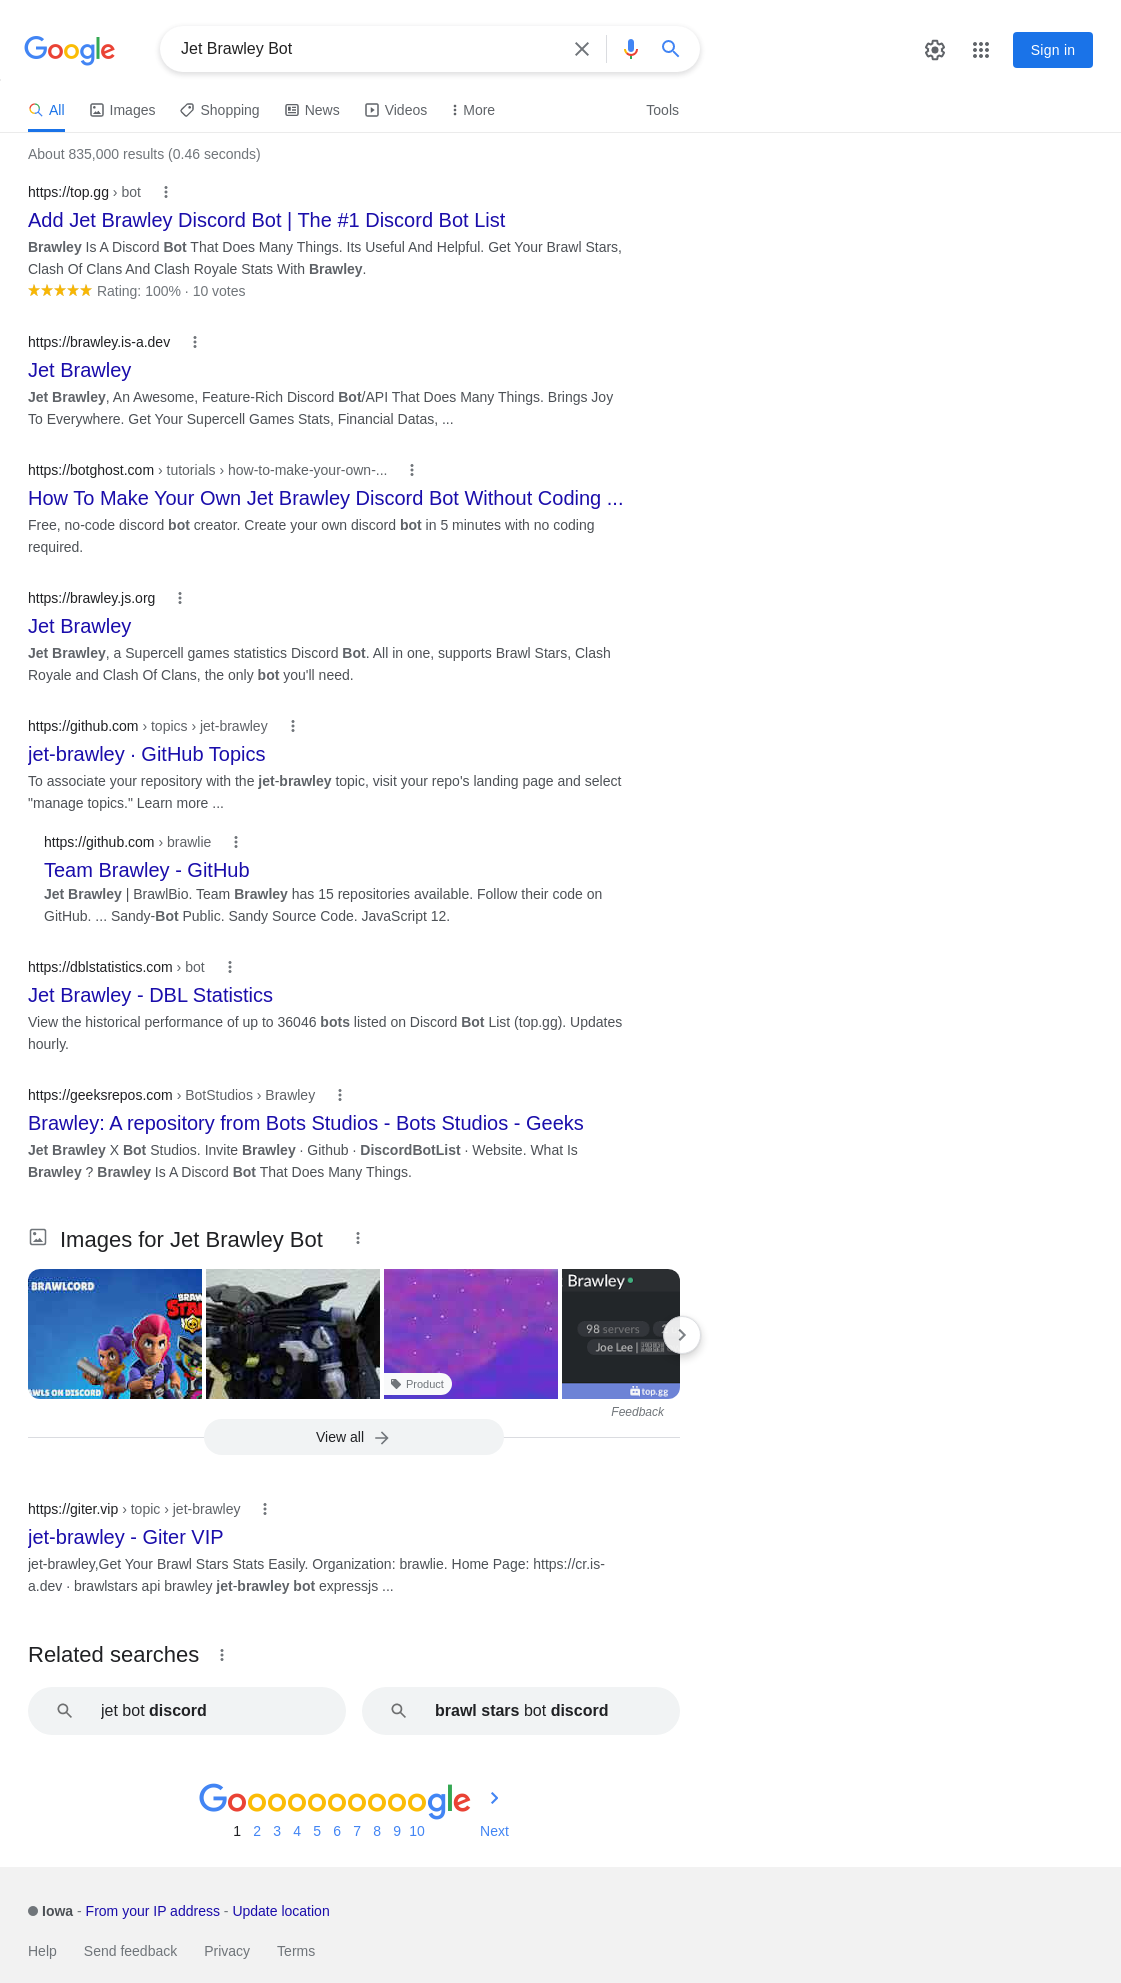 Google
Jet Brawley Bot
Sign in
All Images Shopping News Videos More Tools
About 835,000 results (0.46 seconds)
https://top.gg › bot
Add Jet Brawley Discord Bot | The #1 Discord Bot List
Brawley Is A Discord Bot That Does Many Things. Its Useful And Helpful. Get Your Brawl Stars,
Clash Of Clans And Clash Royale Stats With Brawley.
Rating: 100% · 10 votes
https://brawley.is-a.dev
Jet Brawley
Jet Brawley, An Awesome, Feature-Rich Discord Bot/API That Does Many Things. Brings Joy
To Everywhere. Get Your Supercell Games Stats, Financial Datas, ...
https://botghost.com › tutorials › how-to-make-your-own-...
How To Make Your Own Jet Brawley Discord Bot Without Coding ...
Free, no-code discord bot creator. Create your own discord bot in 5 minutes with no coding
required.
https://brawley.js.org
Jet Brawley
Jet Brawley, a Supercell games statistics Discord Bot. All in one, supports Brawl Stars, Clash
Royale and Clash Of Clans, the only bot you'll need.
https://github.com › topics › jet-brawley
jet-brawley · GitHub Topics
To associate your repository with the jet-brawley topic, visit your repo's landing page and select
"manage topics." Learn more ...
https://github.com › brawlie
Team Brawley - GitHub
Jet Brawley | BrawlBio. Team Brawley has 15 repositories available. Follow their code on
GitHub. ... Sandy-Bot Public. Sandy Source Code. JavaScript 12.
https://dblstatistics.com › bot
Jet Brawley - DBL Statistics
View the historical performance of up to 36046 bots listed on Discord Bot List (top.gg). Updates
hourly.
https://geeksrepos.com › BotStudios › Brawley
Brawley: A repository from Bots Studios - Bots Studios - Geeks
Jet Brawley X Bot Studios. Invite Brawley · Github · DiscordBotList · Website. What Is
Brawley ? Brawley Is A Discord Bot That Does Many Things.
Images for Jet Brawley Bot
BRAWLCORD
BRAW
STA
AWLS ON DISCORD
Product
Brawley
98 servers
Joe Lee |
top.gg
Feedback
View all
https://giter.vip › topic › jet-brawley
jet-brawley - Giter VIP
jet-brawley,Get Your Brawl Stars Stats Easily. Organization: brawlie. Home Page: https://cr.is-
a.dev · brawlstars api brawley jet-brawley bot expressjs ...
Related searches
jet bot discord
brawl stars bot discord
Goooooooooogle
1 2 3 4 5 6 7 8 9 10 Next
Iowa - From your IP address - Update location
Help Send feedback Privacy Terms